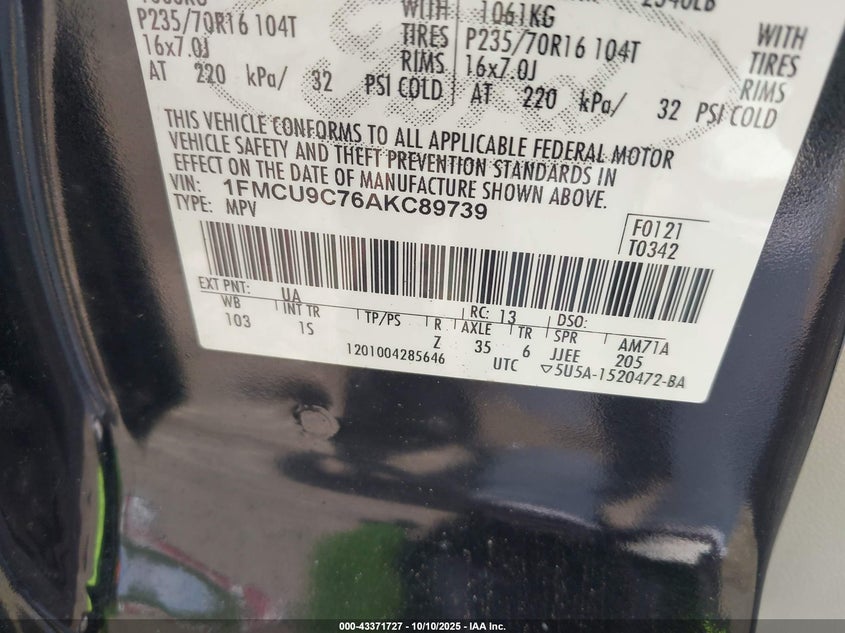 WITH 1061KG WITH
P235/70R16 104T TIRES P235/70R16 104T TIRES
16x7.0J RIMS 16x7.0J RIMS
AT 220 kPa/ 32 PSI COLD AT 220 kPa/ 32 PSI COLD
THIS VEHICLE CONFORMS TO ALL APPLICABLE FEDERAL MOTOR
VEHICLE SAFETY AND THEFT PREVENTION STANDARDS IN
EFFECT ON THE DATE OF MANUFACTURE SHOWN ABOVE.
VIN: 1FMCU9C76AKC89739
TYPE: MPV
F0121
T0342
EXT PNT: UA RC: 13 DSO:
WB INT TR TP/PS R AXLE TR SPR AM71A
103 1S Z 35 6 JJEE 205
1201004285646 UTC ▽5U5A-1520472-BA
000-43371727 - 10/10/2025 - IAA, Inc.